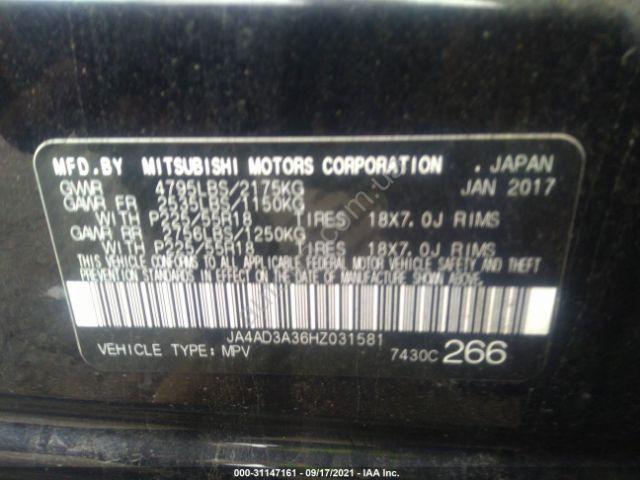 MFD.BY MITSUBISHI MOTORS CORPORATION . JAPAN
GVWR 4795LBS/2175KG JAN 2017
GAWR FR 2535LBS/1150KG
WITH P225/55R18 TIRES 18X7.0J RIMS
GAWR RR 2756LBS/1250KG
WITH P225/55R18 TIRES 18X7.0J RIMS
THIS VEHICLE CONFORMS TO ALL APPLICABLE FEDERAL MOTOR VEHICLE SAFETY AND THEFT
PREVENTION STANDARDS IN EFFECT ON THE DATE OF MANUFACTURE SHOWN ABOVE.
JA4AD3A36HZ031581
VEHICLE TYPE: MPV 7430C 266
000-31147161 - 09/17/2021 - IAA Inc.